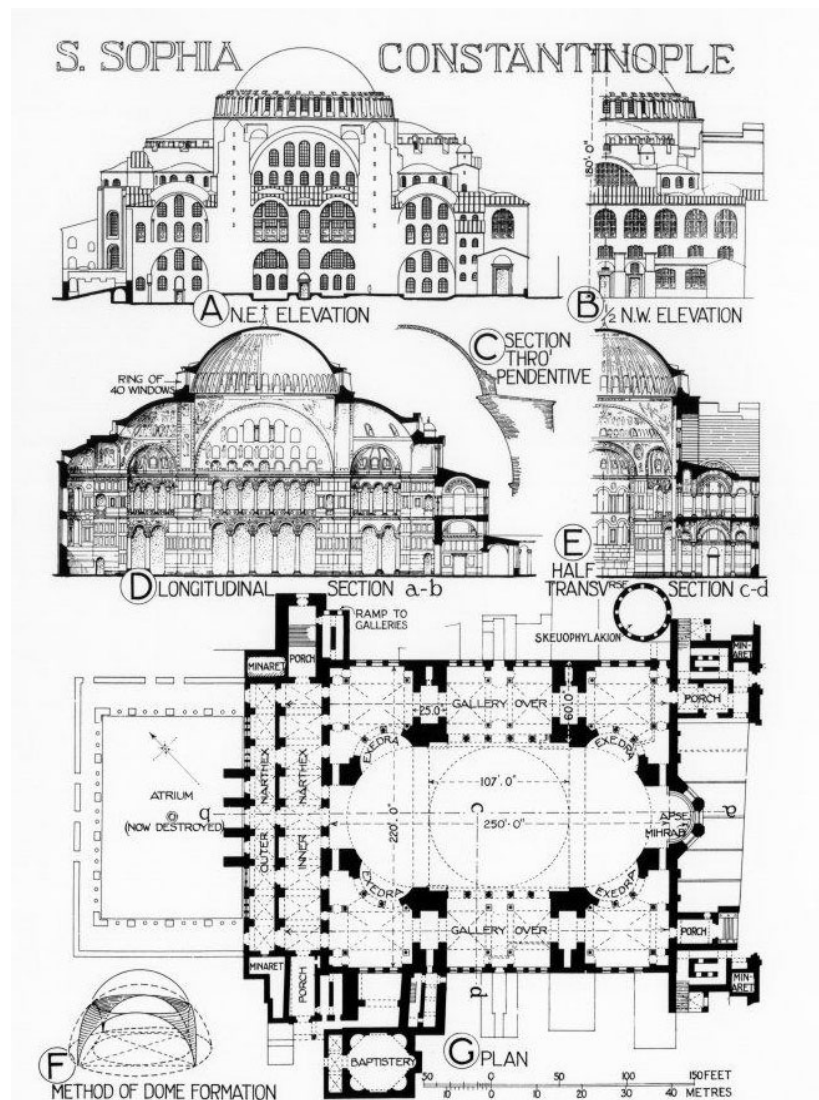 S. SOPHIA CONSTANTINOPLE
180'-0"
A N.E. ELEVATION
B ½ N.W. ELEVATION
RING OF
40 WINDOWS
C SECTION
THRO'
PENDENTIVE
D LONGITUDINAL SECTION a-b
E
HALF
TRANSVRSE SECTION c-d
RAMP TO
GALLERIES
SKEUOPHYLAKION
MINARET
PORCH
MIN-
ARET
PORCH
GALLERY OVER
25.0'
60'.0"
EXEDRA
EXEDRA
ATRIUM
(NOW DESTROYED)
OUTER NARTHEX
INNER NARTHEX
107'.0"
220'.0"
250'-0"
b
c
a
APSE
MIHRAB
EXEDRA
EXEDRA
GALLERY OVER
PORCH
MINARET
PORCH
d
MIN-
ARET
BAPTISTERY
F
METHOD OF DOME FORMATION
G PLAN
50 0 50 100 150 FEET
10 0 10 20 30 40 METRES